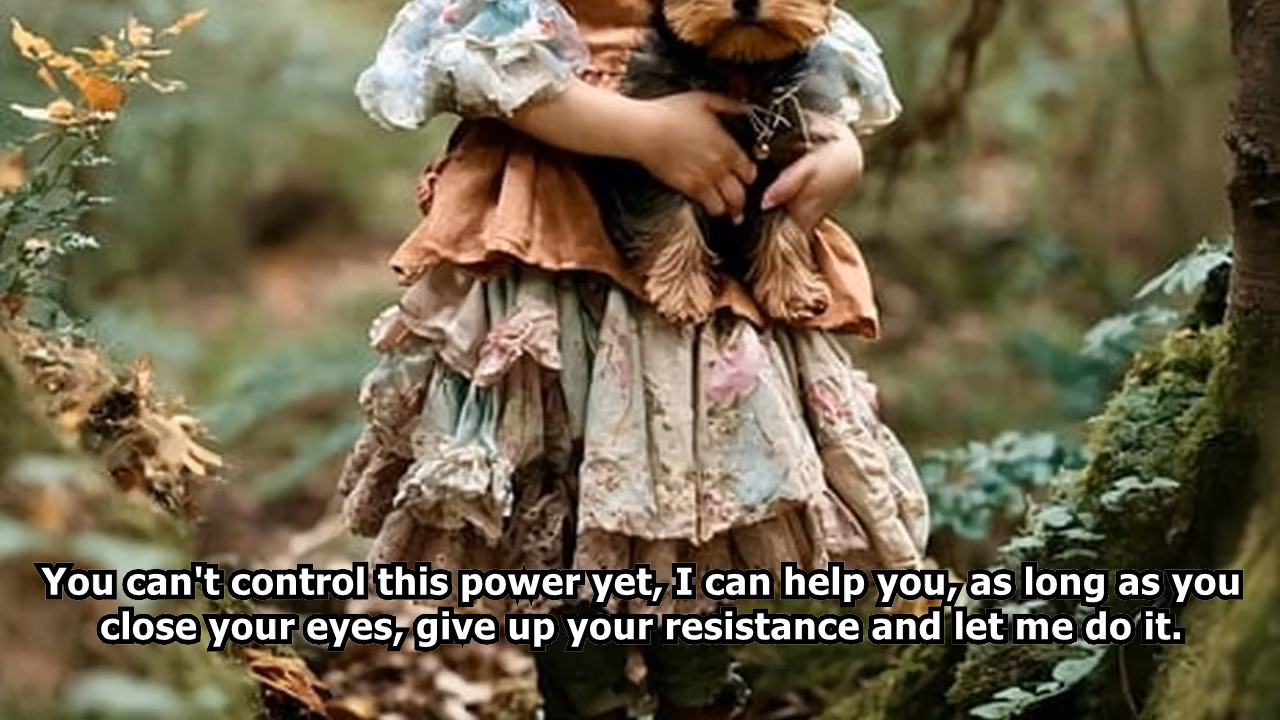 You can't control this power yet, I can help you, as long as you
close your eyes, give up your resistance and let me do it.